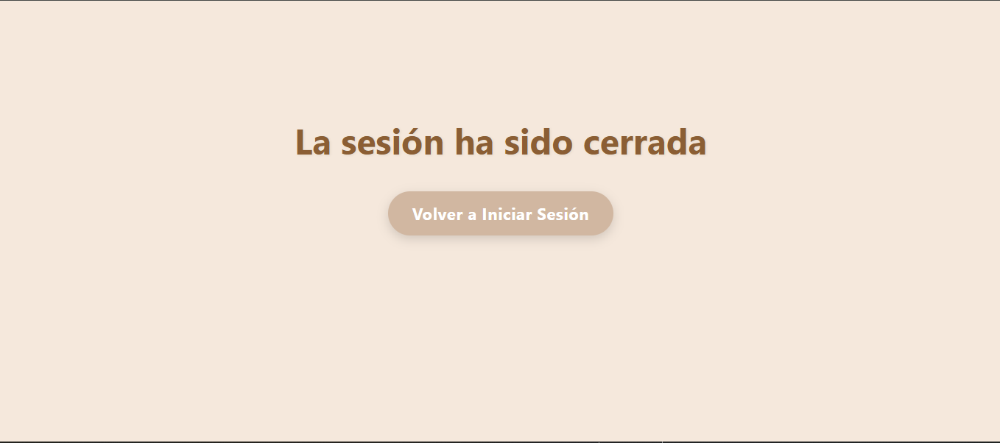 La sesión ha sido cerrada
Volver a Iniciar Sesión